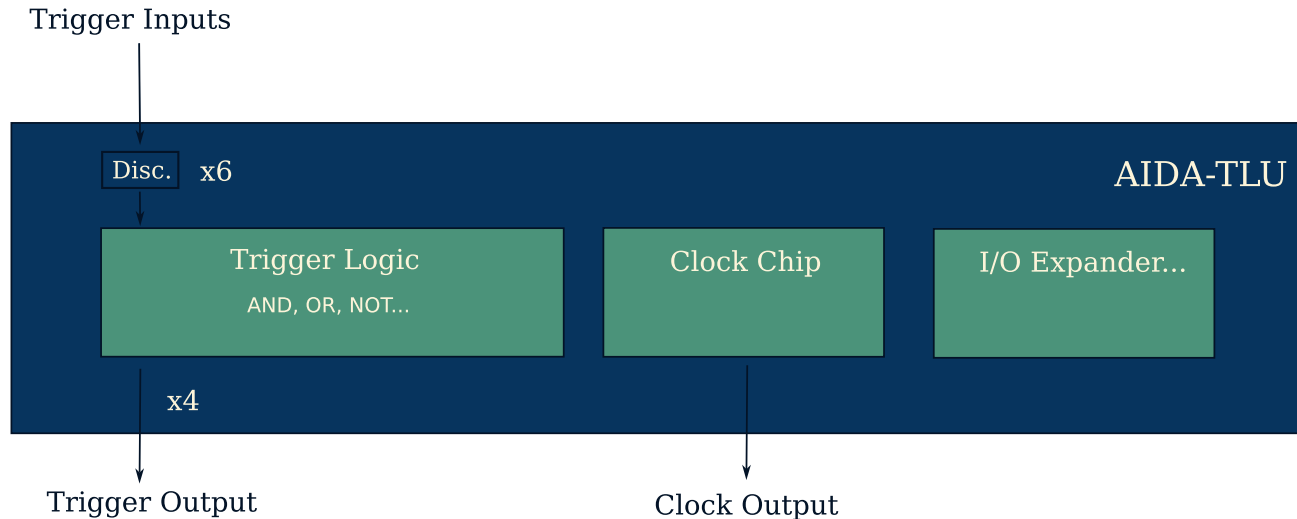 Trigger Inputs
Disc.
x6
AIDA-TLU
Trigger Logic
AND, OR, NOT...
Clock Chip
I/O Expander...
x4
Trigger Output
Clock Output